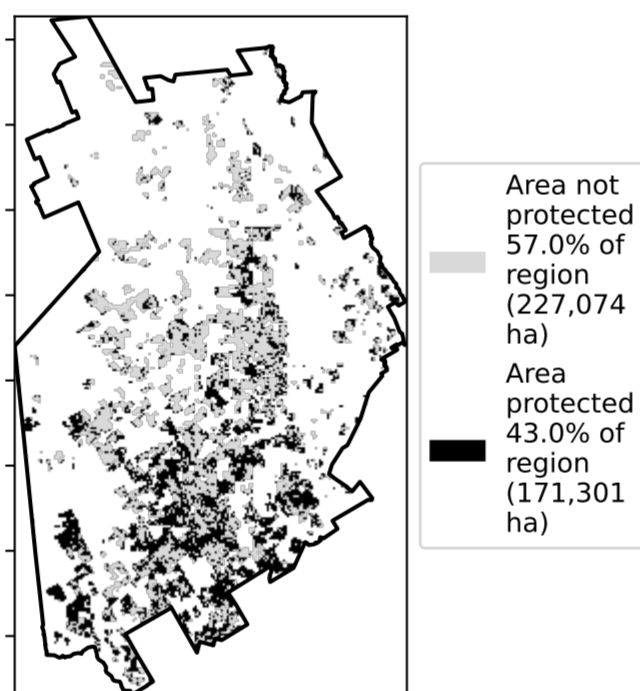 Area not
protected
57.0% of
region
(227,074
ha)
Area
protected
43.0% of
region
(171,301
ha)